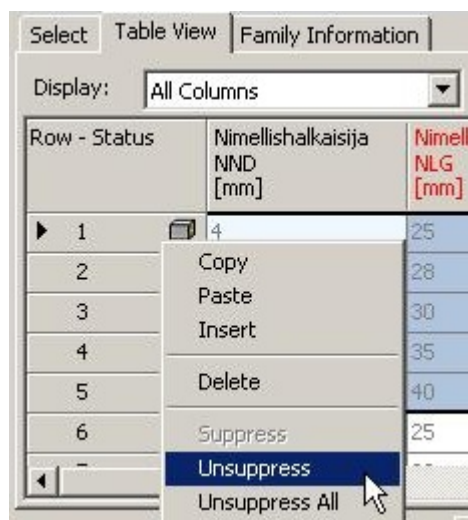 Select Table View Family Information
Display: All Columns
Row - Status Nimellishalkaisija
NND
[mm] Nimell
NLG
[mm]
1 4 25
2 28
3 30
4 35
5 40
6 25
Copy
Paste
Insert
Delete
Suppress
Unsuppress
Unsuppress All